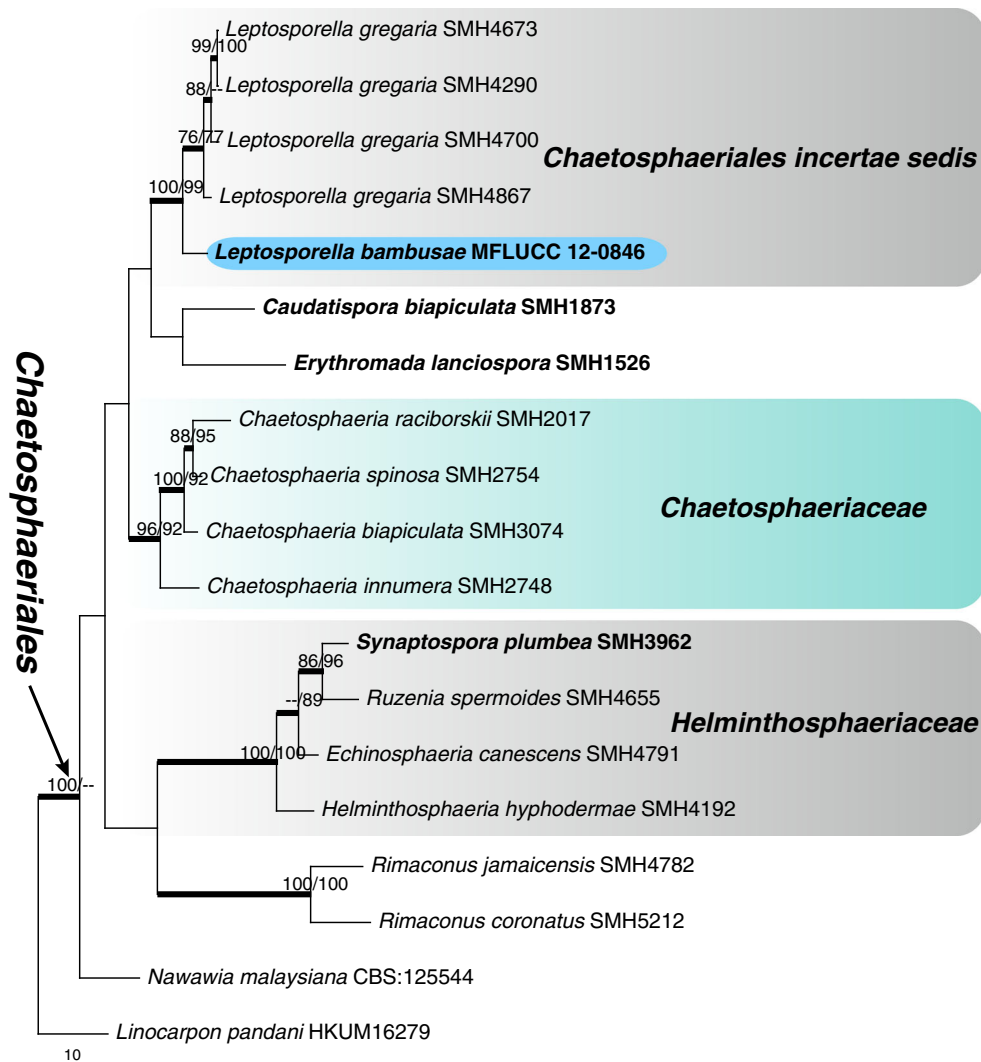 Leptosporella gregaria SMH4673
99/100
Leptosporella gregaria SMH4290
88/--
Leptosporella gregaria SMH4700
76/77
Chaetosphaeriales incertae sedis
Leptosporella gregaria SMH4867
100/99
Leptosporella bambusae MFLUCC 12-0846
Caudatispora biapiculata SMH1873
Erythromada lanciospora SMH1526
Chaetosphaeriales
Chaetosphaeria raciborskii SMH2017
88/95
Chaetosphaeria spinosa SMH2754
100/92
Chaetosphaeriaceae
Chaetosphaeria biapiculata SMH3074
96/92
Chaetosphaeria innumera SMH2748
Synaptospora plumbea SMH3962
86/96
Ruzenia spermoides SMH4655
--/89
Helminthosphaeriaceae
Echinosphaeria canescens SMH4791
100/100
Helminthosphaeria hyphodermae SMH4192
100/--
Rimaconus jamaicensis SMH4782
100/100
Rimaconus coronatus SMH5212
Nawawia malaysiana CBS:125544
Linocarpon pandani HKUM16279
10